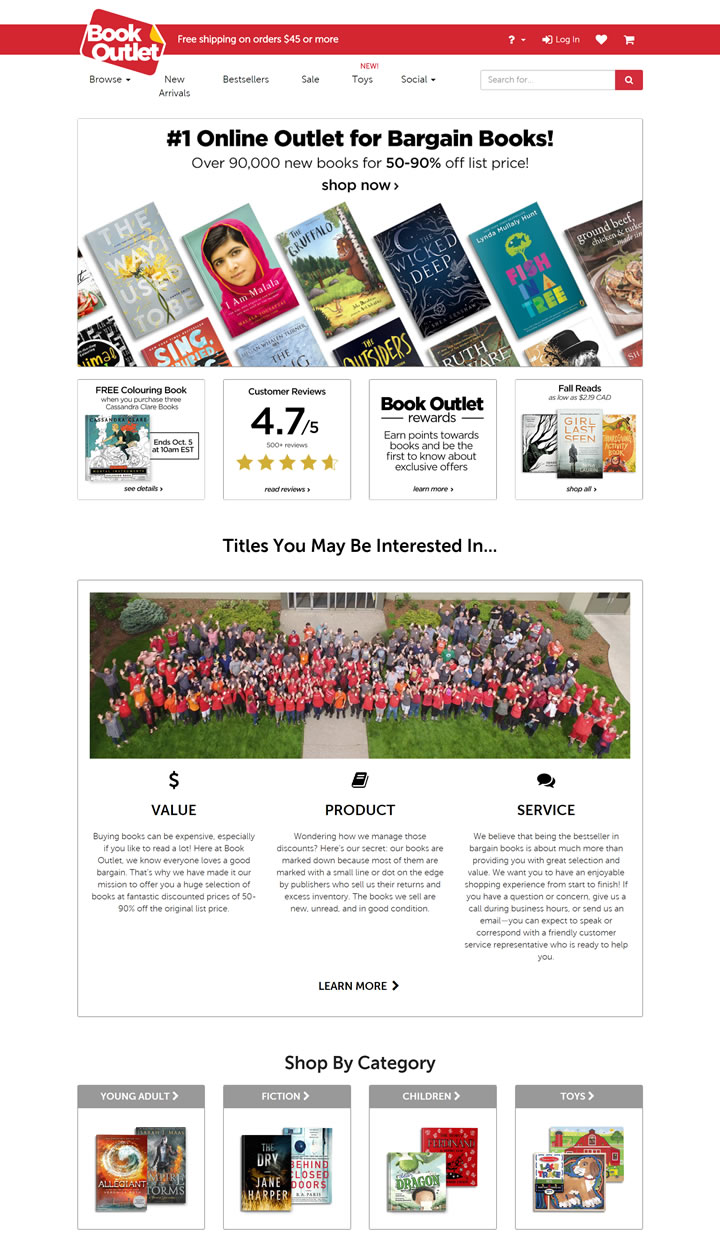 Book
Outlet
Free shipping on orders $45 or more
?
Log In
Browse
New
Arrivals
Bestsellers
Sale
NEW!
Toys
Social
Search for...
#1 Online Outlet for Bargain Books!
Over 90,000 new books for 50-90% off list price!
shop now
THE
WAY I
USED
TO BE
I Am Malala
THE
GRUFFALO
THE
WICKED
DEEP
Lynda Mullaly Hunt
FISH
IN A
TREE
ground beef,
chicken & turkey
SING,
THE
OUTSIDERS
RUTH
WARE
FREE Colouring Book
when you purchase three
Cassandra Clare Books
CASSANDRA CLARE
Ends Oct. 5
at 10am EST
see details
Customer Reviews
4.7/5
500+ reviews
read reviews
Book Outlet
rewards
Earn points towards
books and be the
first to know about
exclusive offers
learn more
Fall Reads
as low as $2.19 CAD
GIRL
LAST
SEEN
ACTIVITY
BOOK
shop all
Titles You May Be Interested In...
$
VALUE
Buying books can be expensive, especially
if you like to read a lot! Here at Book
Outlet, we know everyone loves a good
bargain. That's why we have made it our
mission to offer you a huge selection of
books at fantastic discounted prices of 50-
90% off the original list price.
PRODUCT
Wondering how we manage those
discounts? Here's our secret: our books are
marked down because most of them are
marked with a small line or dot on the edge
by publishers who sell us their returns and
excess inventory. The books we sell are
new, unread, and in good condition.
SERVICE
We believe that being the bestseller in
bargain books is about much more than
providing you with great selection and
value. We want you to have an enjoyable
shopping experience from start to finish! If
you have a question or concern, give us a
call during business hours, or send us an
email—you can expect to speak or
correspond with a friendly customer
service representative who is ready to help
you.
LEARN MORE
Shop By Category
YOUNG ADULT
ALLEGIANT
SARAH J. MAAS
FICTION
THE
DRY
JANE
HARPER
BEHIND
CLOSED
DOORS
B.A. PARIS
CHILDREN
FERDINAND
DRAGON
TOYS